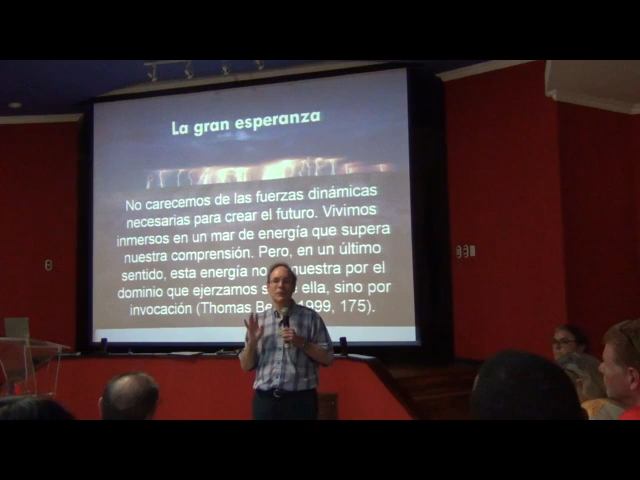 La gran esperanza
No carecemos de las fuerzas dinámicas
necesarias para crear el futuro. Vivimos
inmersos en un mar de energía que supera
nuestra comprensión. Pero, en un último
sentido, esta energía no muestra por el
dominio que ejerzamos ella, sino por
invocación (Thomas 1999, 175).